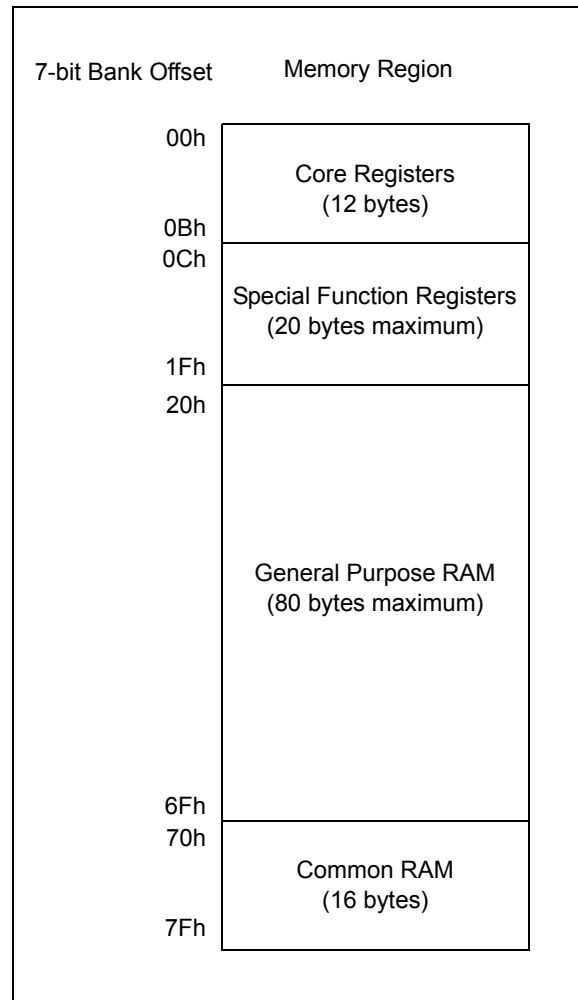 7-bit Bank Offset Memory Region
00h
Core Registers
(12 bytes)
0Bh
0Ch
Special Function Registers
(20 bytes maximum)
1Fh
20h
General Purpose RAM
(80 bytes maximum)
6Fh
70h
Common RAM
(16 bytes)
7Fh